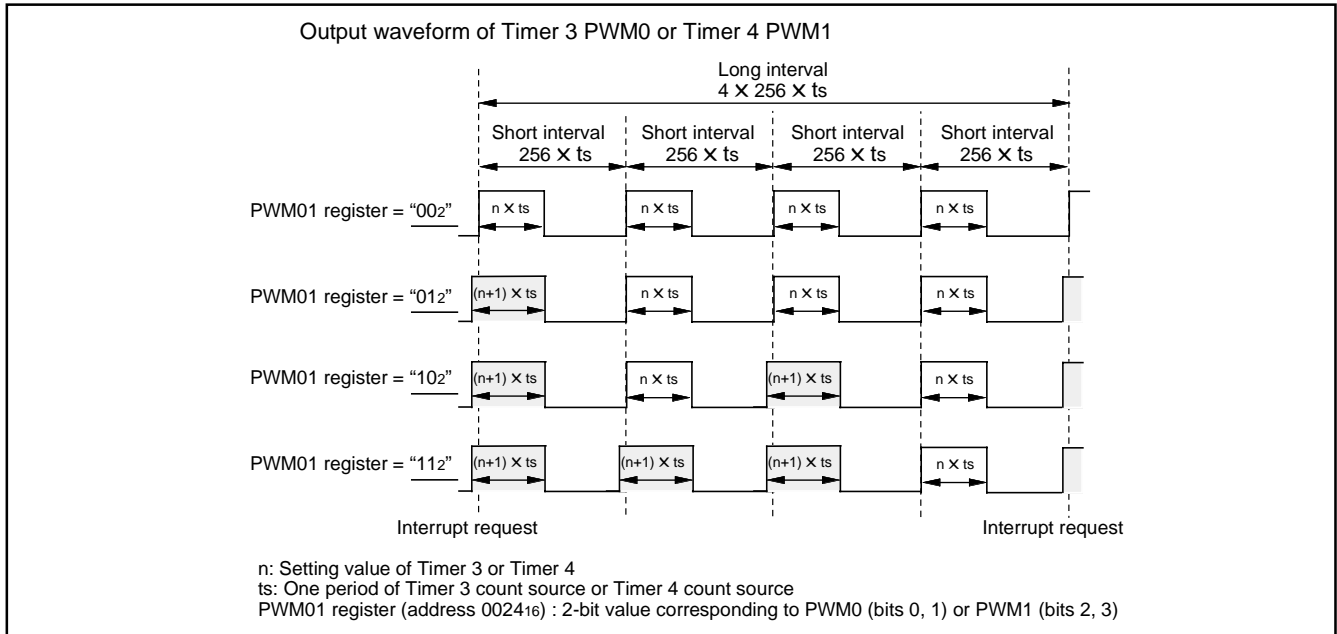 Output waveform of Timer 3 PWM0 or Timer 4 PWM1
Long interval
4 × 256 × ts
Short interval
256 × ts
Short interval
256 × ts
Short interval
256 × ts
Short interval
256 × ts
PWM01 register = “002”
n × ts
n × ts
n × ts
n × ts
PWM01 register = “012”
(n+1) × ts
n × ts
n × ts
n × ts
PWM01 register = “102”
(n+1) × ts
n × ts
(n+1) × ts
n × ts
PWM01 register = “112”
(n+1) × ts
(n+1) × ts
(n+1) × ts
n × ts
Interrupt request
Interrupt request
n: Setting value of Timer 3 or Timer 4
ts: One period of Timer 3 count source or Timer 4 count source
PWM01 register (address 002416) : 2-bit value corresponding to PWM0 (bits 0, 1) or PWM1 (bits 2, 3)